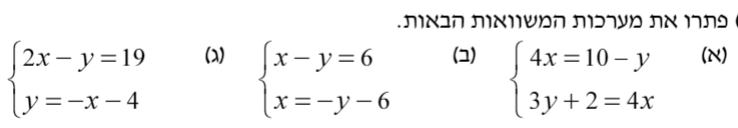 פתרו את מערכות המשוואות הבאות.
(א) { 4x = 10 − y (ב) { x − y = 6 (ג) { 2x − y = 19
3y + 2 = 4x x = −y − 6 y = −x − 4